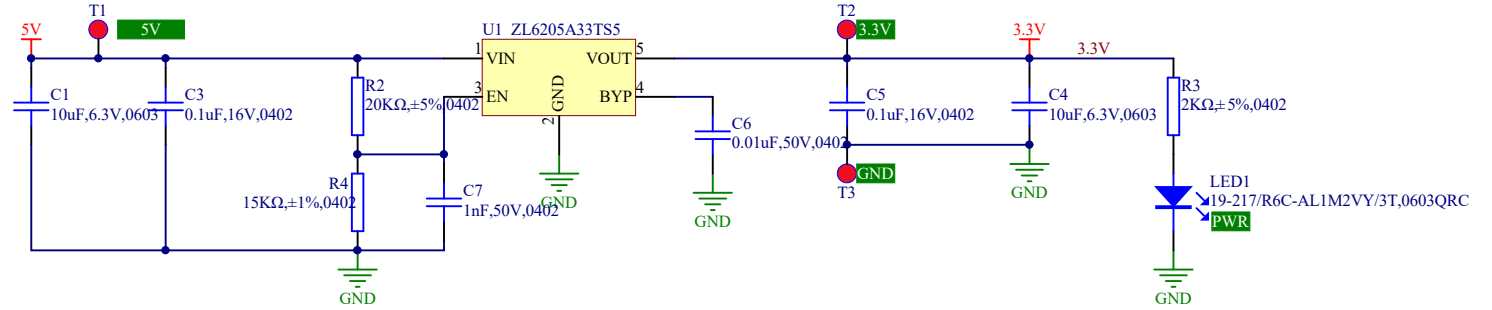 T1
5V
5V
C1
10uF,6.3V,0603
C3
0.1uF,16V,0402
R2
20KΩ,±5%,0402
R4
15KΩ,±1%,0402
C7
1nF,50V,0402
GND
U1 ZL6205A33TS5
1
VIN
3
EN
GND
2
VOUT
5
BYP
4
GND
C6
0.01uF,50V,0402
GND
T2
3.3V
C5
0.1uF,16V,0402
GND
T3
3.3V
3.3V
C4
10uF,6.3V,0603
GND
R3
2KΩ,±5%,0402
LED1
19-217/R6C-AL1M2VY/3T,0603QRC
PWR
GND